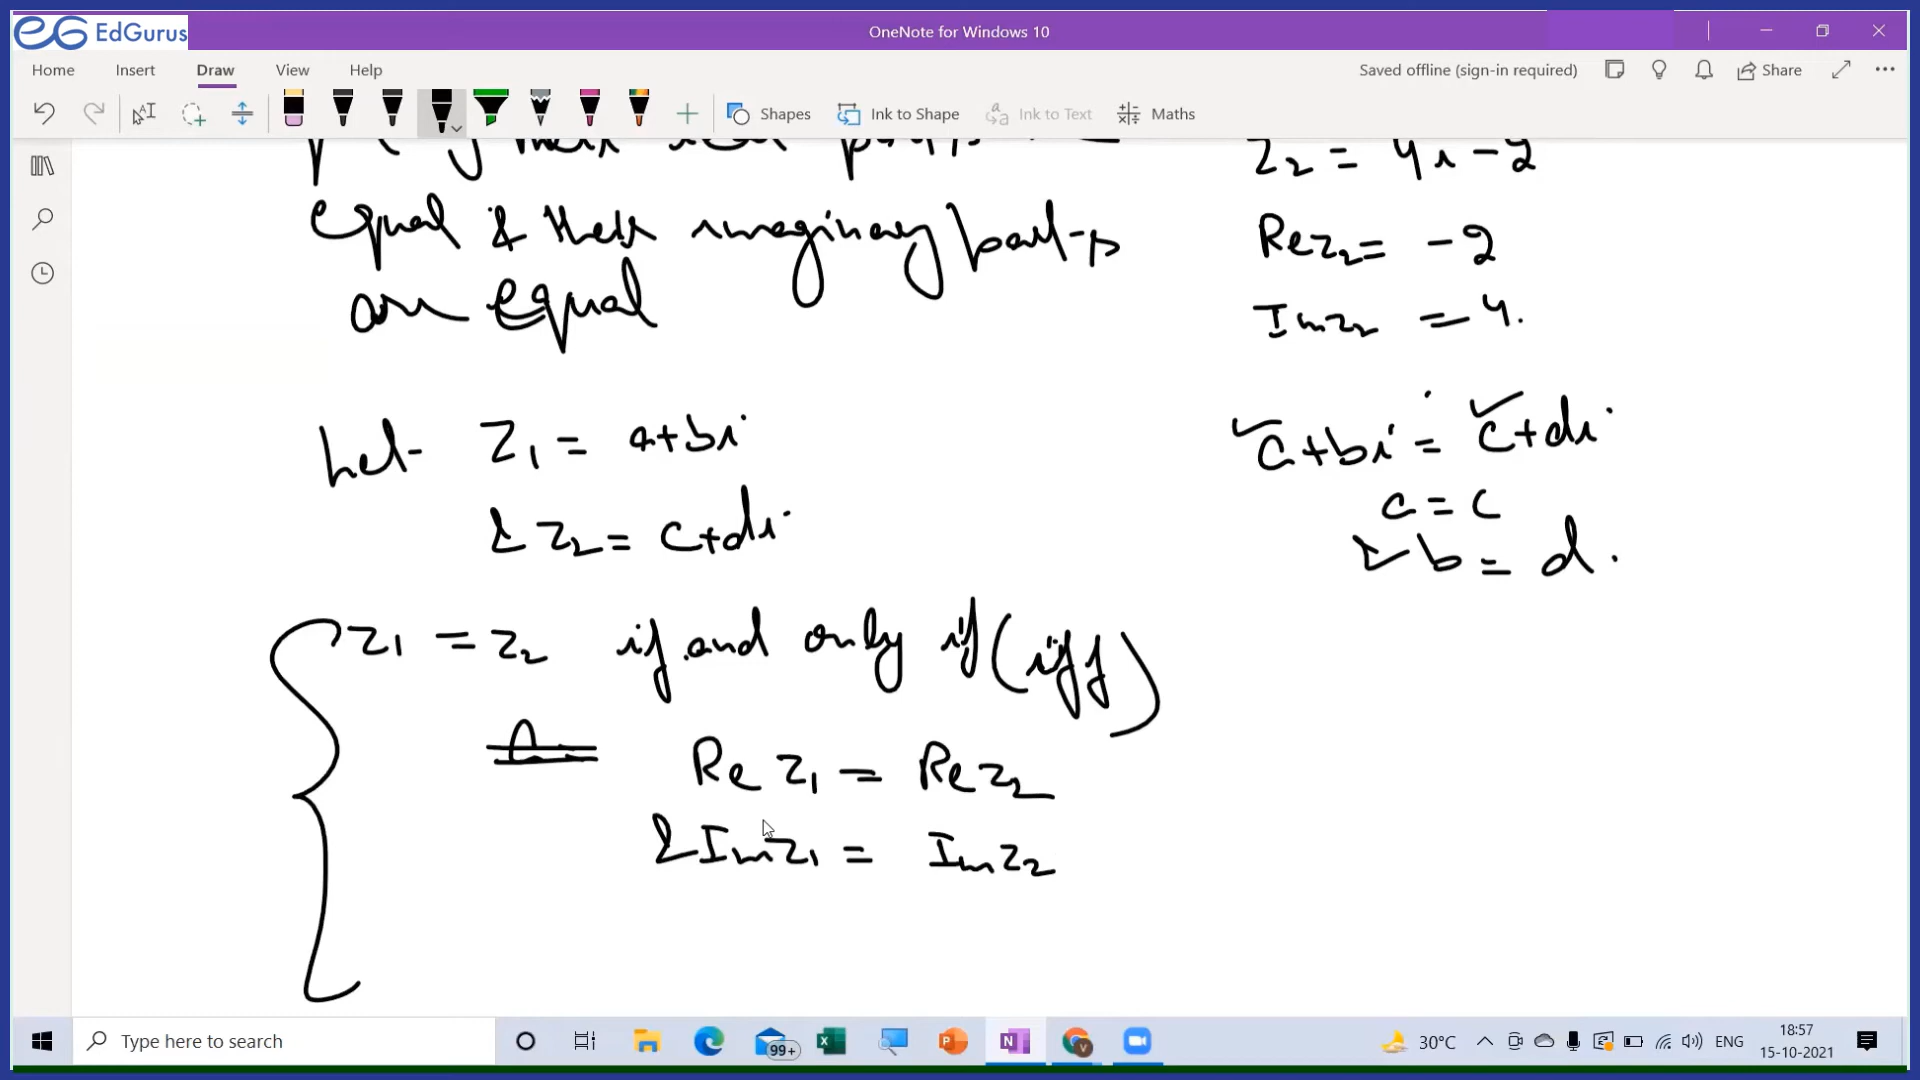 EdGurus
OneNote for Windows 10
Home Insert Draw View Help
Saved offline (sign-in required) Share
Shapes Ink to Shape Ink to Text Maths
equal & their imaginary parts
are equal
Let Z1 = a+bi
& Z2 = c+di
Z1 = Z2 if and only if (iff)
Re Z1 = Re Z2
& Im Z1 = Im Z2
Z2 = 4i - 2
Re Z2 = -2
Im Z2 = 4.
a+bi = c+di
a = c
& b = d.
Type here to search
99+
30°C
ENG
18:57
15-10-2021